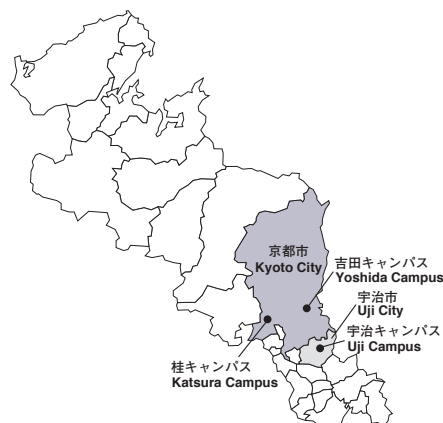 京都市
Kyoto City
吉田キャンパス
Yoshida Campus
宇治市
Uji City
宇治キャンパス
Uji Campus
桂キャンパス
Katsura Campus